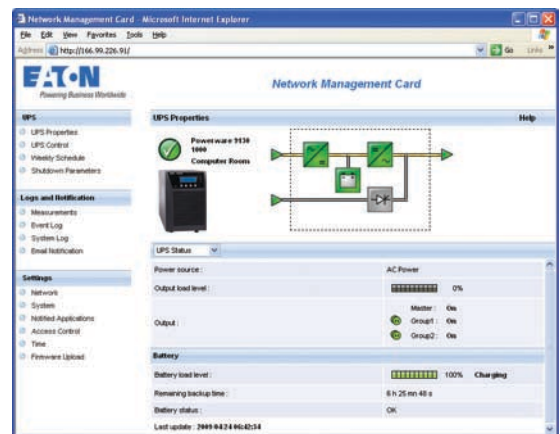 Network Management Card - Microsoft Internet Explorer
File Edit View Favorites Tools Help
Address http://166.99.226.91/ Go Links »
EATON
Powering Business Worldwide
Network Management Card
UPS
UPS Properties
UPS Control
Weekly Schedule
Shutdown Parameters
Logs and Notification
Measurements
Event Log
System Log
Email Notification
Settings
Network
System
Notified Applications
Access Control
Time
Firmware Upload
UPS Properties Help
Powerware 9130
1000
Computer Room
UPS Status
Power source : AC Power
Output load level : 0%
Output :
Master : On
Group1 : On
Group2 : On
Battery
Battery load level : 100% Charging
Remaining backup time : 6 h 25 mn 48 s
Battery status : OK
Last update : 2009/04/24 06:42:54